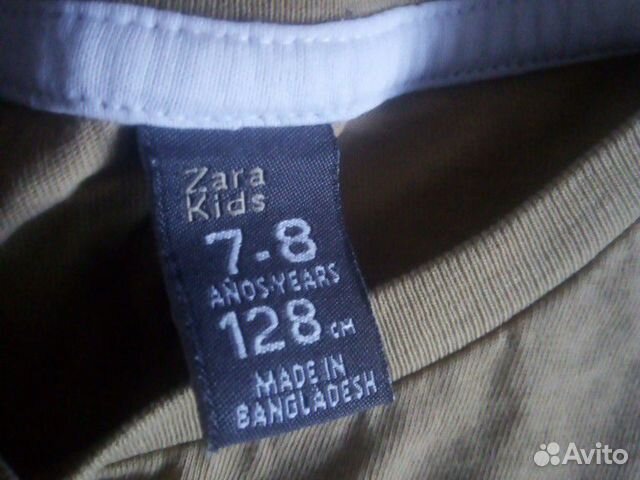 Zara
Kids
7-8
AÑOS-YEARS
128 CM
MADE IN
BANGLADESH
Avito